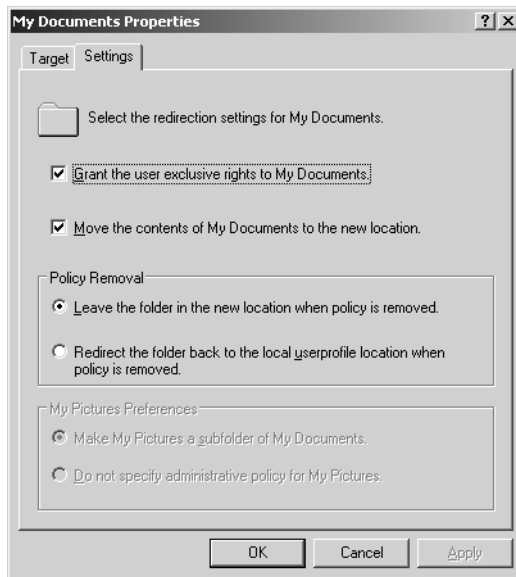 My Documents Properties
Target
Settings
Select the redirection settings for My Documents.
Grant the user exclusive rights to My Documents.
Move the contents of My Documents to the new location.
Policy Removal
Leave the folder in the new location when policy is removed.
Redirect the folder back to the local userprofile location when
policy is removed.
My Pictures Preferences
Make My Pictures a subfolder of My Documents.
Do not specify administrative policy for My Pictures.
OK
Cancel
Apply